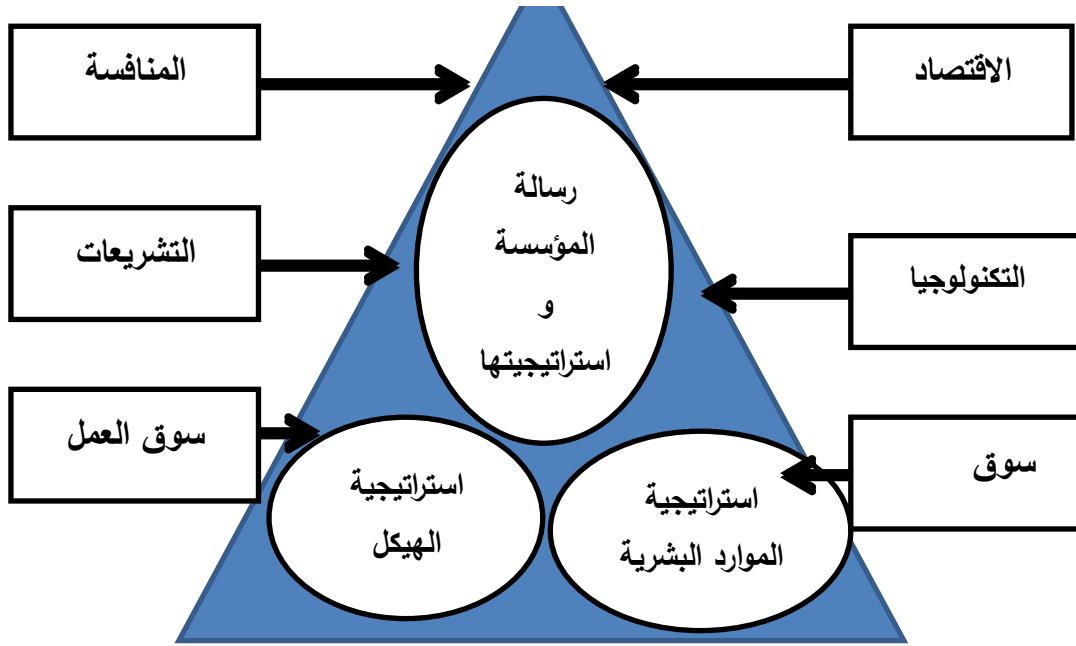 الاقتصاد
المنافسة
رسالة
المؤسسة
و
استراتيجيتها
التكنولوجيا
التشريعات
سوق
سوق العمل
استراتيجية
الموارد البشرية
استراتيجية
الهيكل